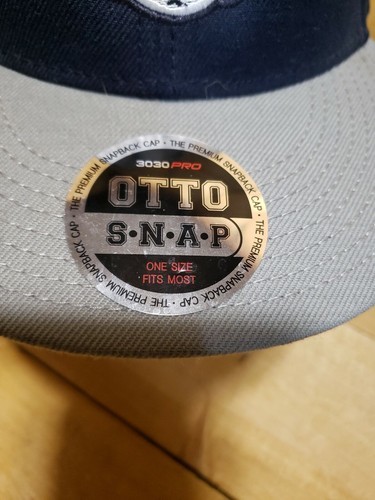 3030PRO
OTTO
S·N·A·P
ONE SIZE
FITS MOST
THE PREMIUM SNAPBACK CAP · THE PREMIUM SNAPBACK CAP · THE PREMIUM SNAPBACK CAP ·